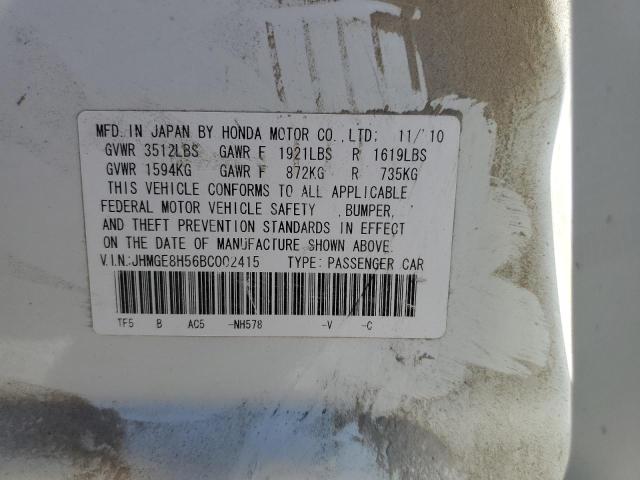 MFD. IN JAPAN BY HONDA MOTOR CO.,LTD: 11/'10
GVWR 3512LBS GAWR F 1921LBS R 1619LBS
GVWR 1594KG GAWR F 872KG R 735KG
THIS VEHICLE CONFORMS TO ALL APPLICABLE
FEDERAL MOTOR VEHICLE SAFETY ,BUMPER,
AND THEFT PREVENTION STANDARDS IN EFFECT
ON THE DATE OF MANUFACTURE SHOWN ABOVE.
V.I.N.:JHMGE8H56BC002415 TYPE: PASSENGER CAR
TF5 B AC5 -NH578 -V -C